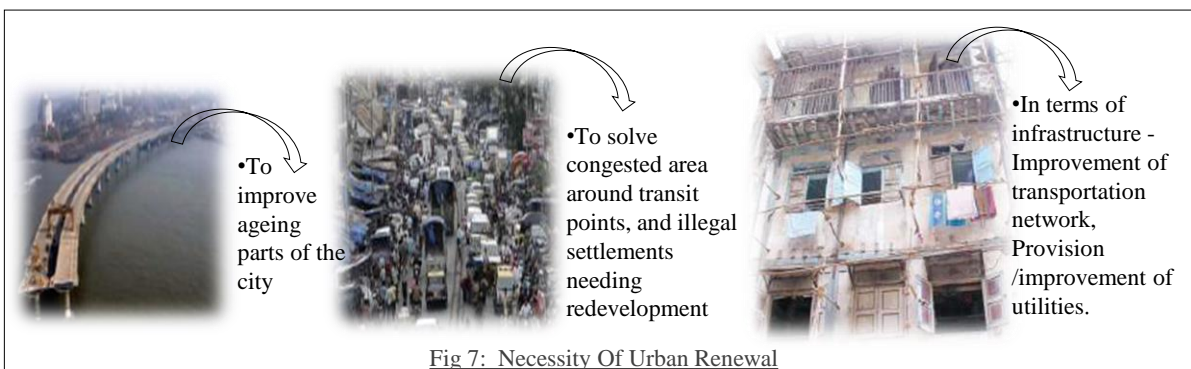 •To
improve
ageing
parts of the
city
•To solve
congested area
around transit
points, and illegal
settlements
needing
redevelopment
•In terms of
infrastructure -
Improvement of
transportation
network,
Provision
/improvement of
utilities.
Fig 7:  Necessity Of Urban Renewal